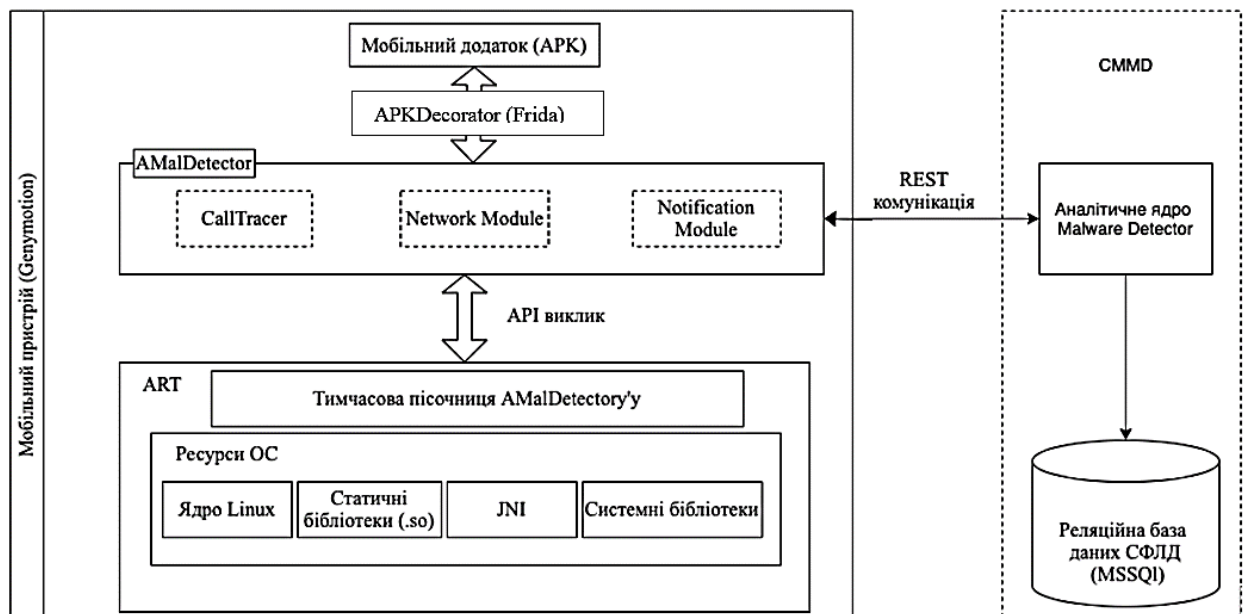 Мобільний пристрій (Genymotion)
Мобільний додаток (APK)
APKDecorator (Frida)
AMalDetector
CallTracer
Network Module
Notification
Module
REST
комунікація
CMMD
Аналітичне ядро
Malware Detector
API виклик
ART
Тимчасова пісочниця AMalDetectory'y
Ресурси ОС
Ядро Linux
Статичні
бібліотеки (.so)
JNI
Системні бібліотеки
Реляційна база
даних СФЛД
(MSSQl)